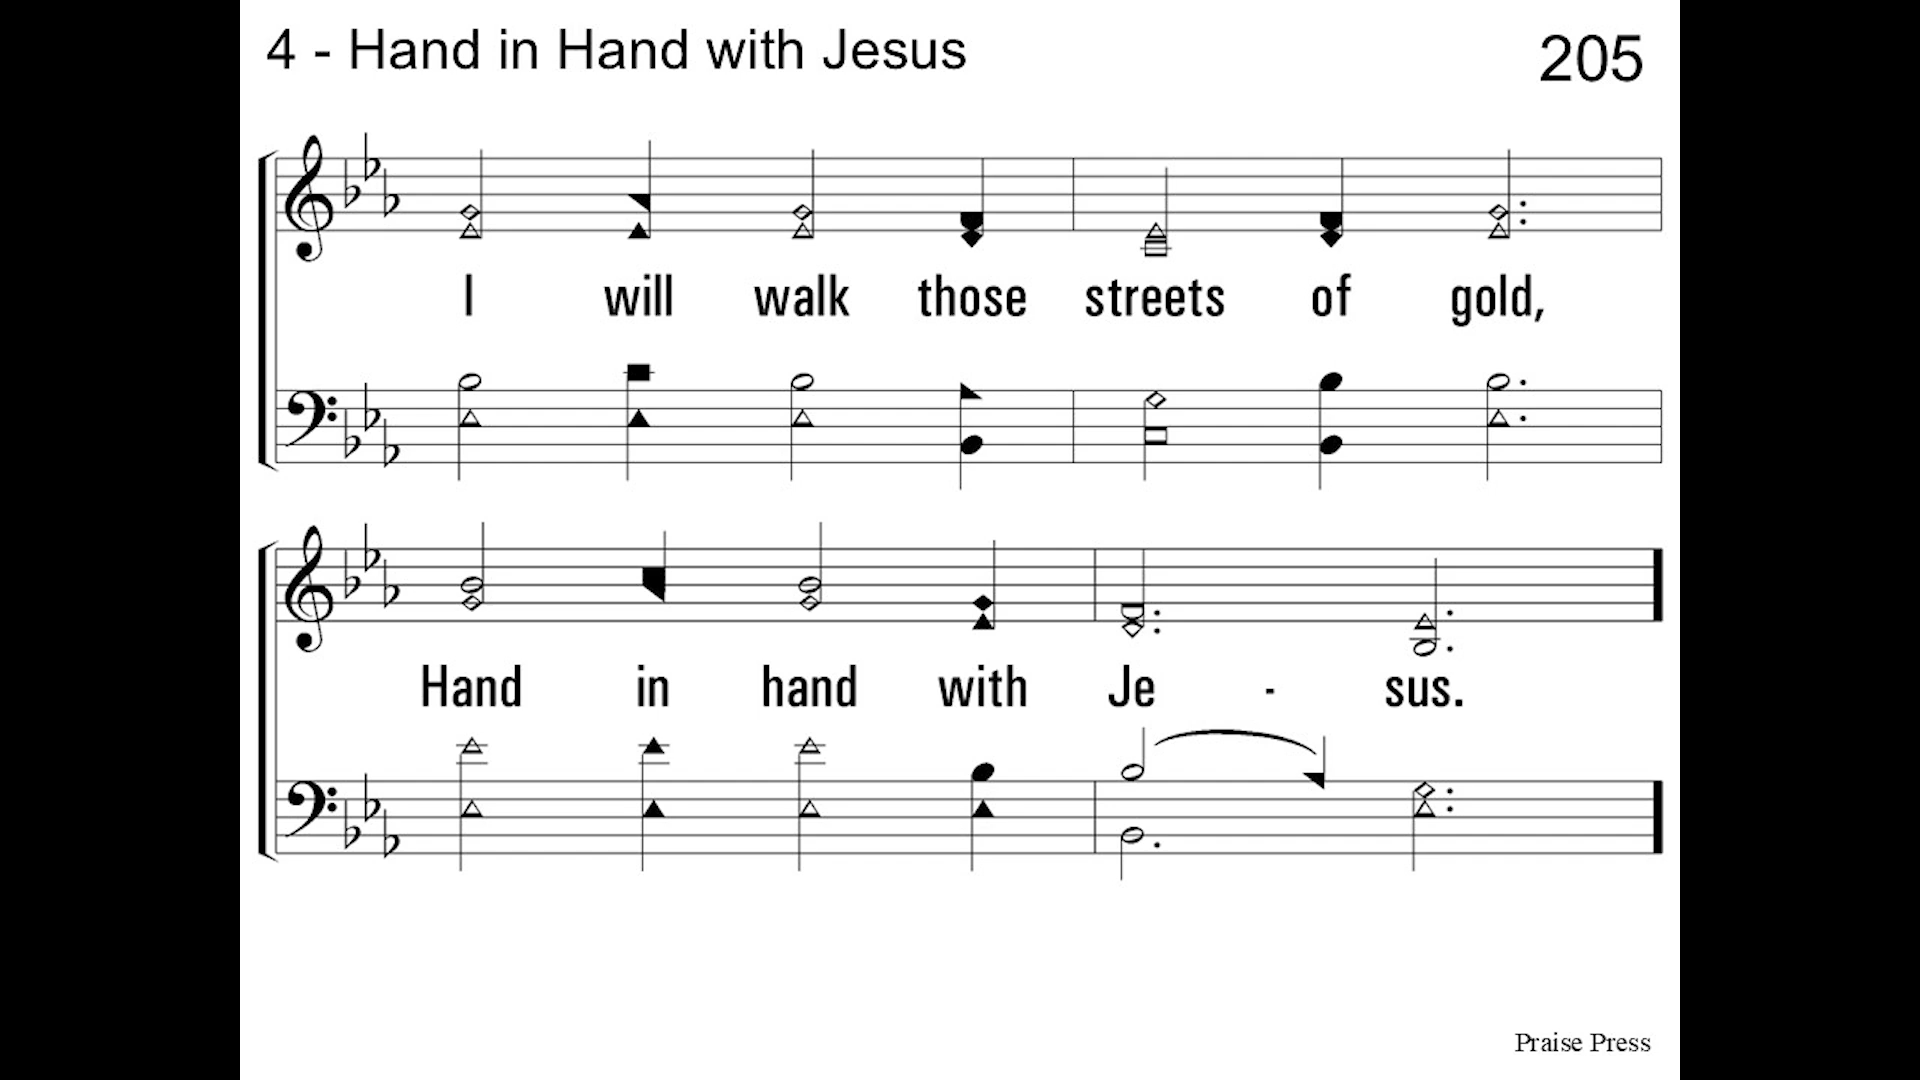 4 - Hand in Hand with Jesus
205
I will walk those streets of gold,
Hand in hand with Je - sus.
Praise Press